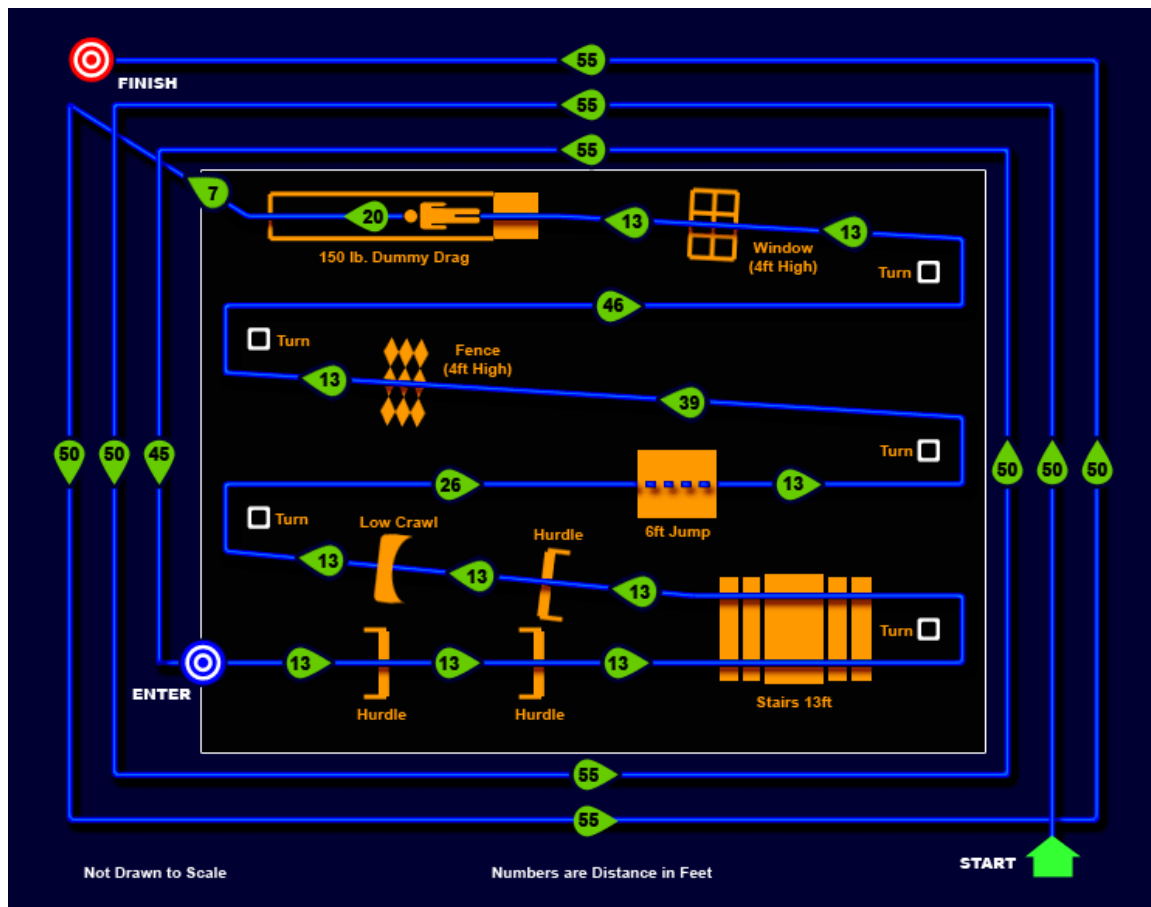 55
FINISH
55
55
7
20
13
13
Window
(4ft High)
150 lb. Dummy Drag
Turn
46
Turn
Fence
(4ft High)
13
39
Turn
50
50
45
50
50
50
26
13
Turn
Low Crawl
Hurdle
6ft Jump
13
13
13
Turn
13
13
13
ENTER
Hurdle
Hurdle
Stairs 13ft
55
55
START
Not Drawn to Scale
Numbers are Distance in Feet